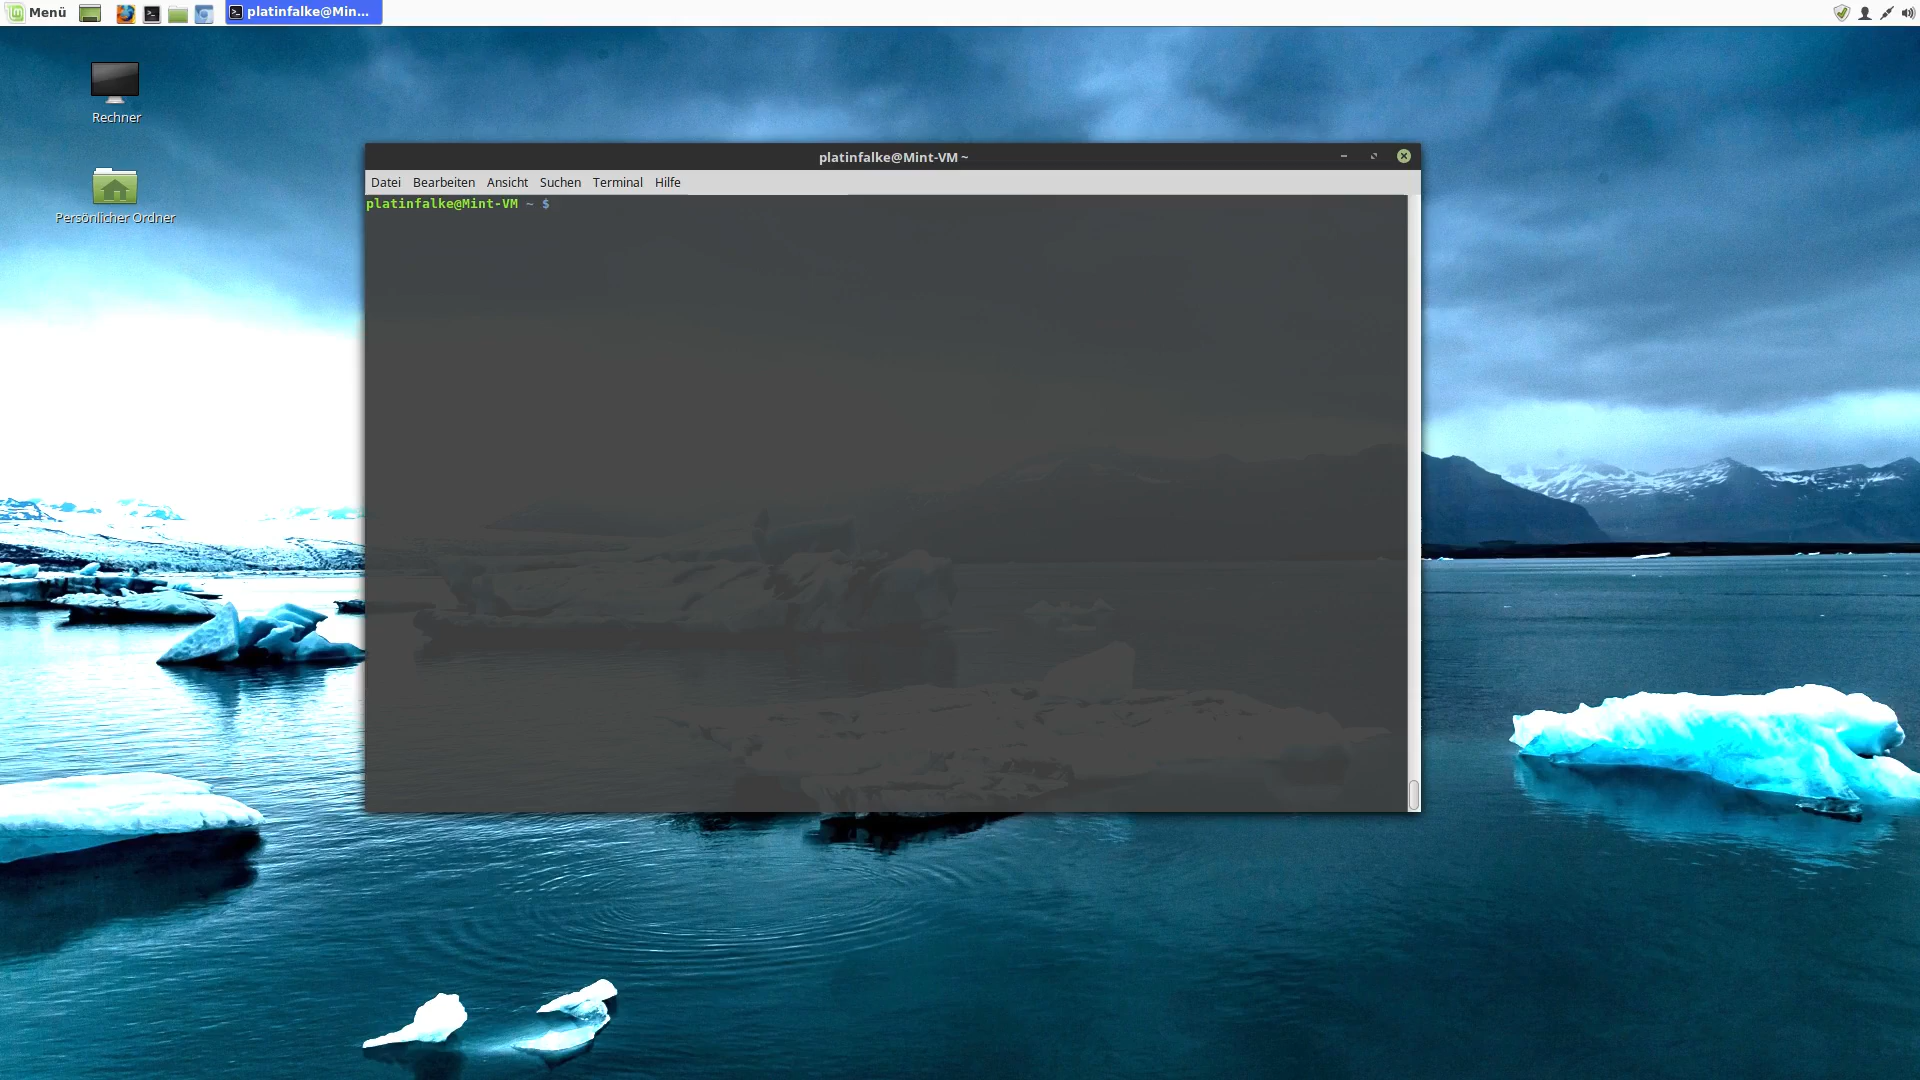 Menü
platinfalke@Min...
Rechner
Persönlicher Ordner
platinfalke@Mint-VM ~
Datei Bearbeiten Ansicht Suchen Terminal Hilfe
platinfalke@Mint-VM ~ $